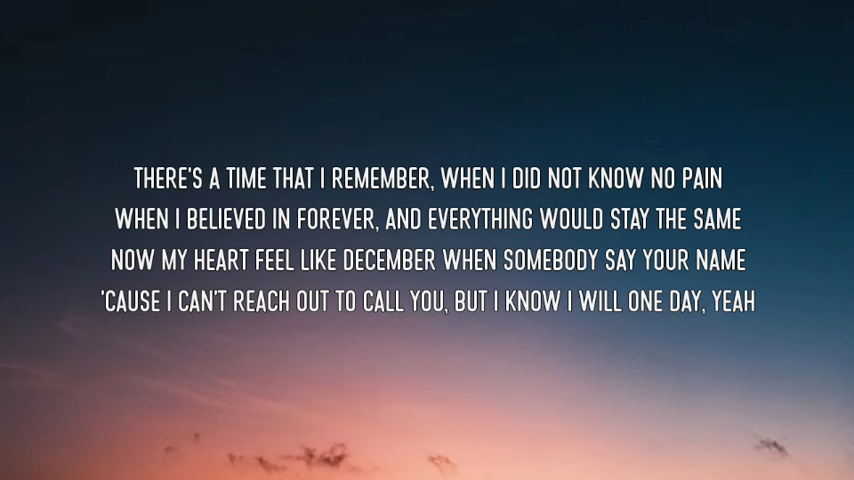 THERE'S A TIME THAT I REMEMBER, WHEN I DID NOT KNOW NO PAIN
WHEN I BELIEVED IN FOREVER, AND EVERYTHING WOULD STAY THE SAME
NOW MY HEART FEEL LIKE DECEMBER WHEN SOMEBODY SAY YOUR NAME
'CAUSE I CAN'T REACH OUT TO CALL YOU, BUT I KNOW I WILL ONE DAY, YEAH